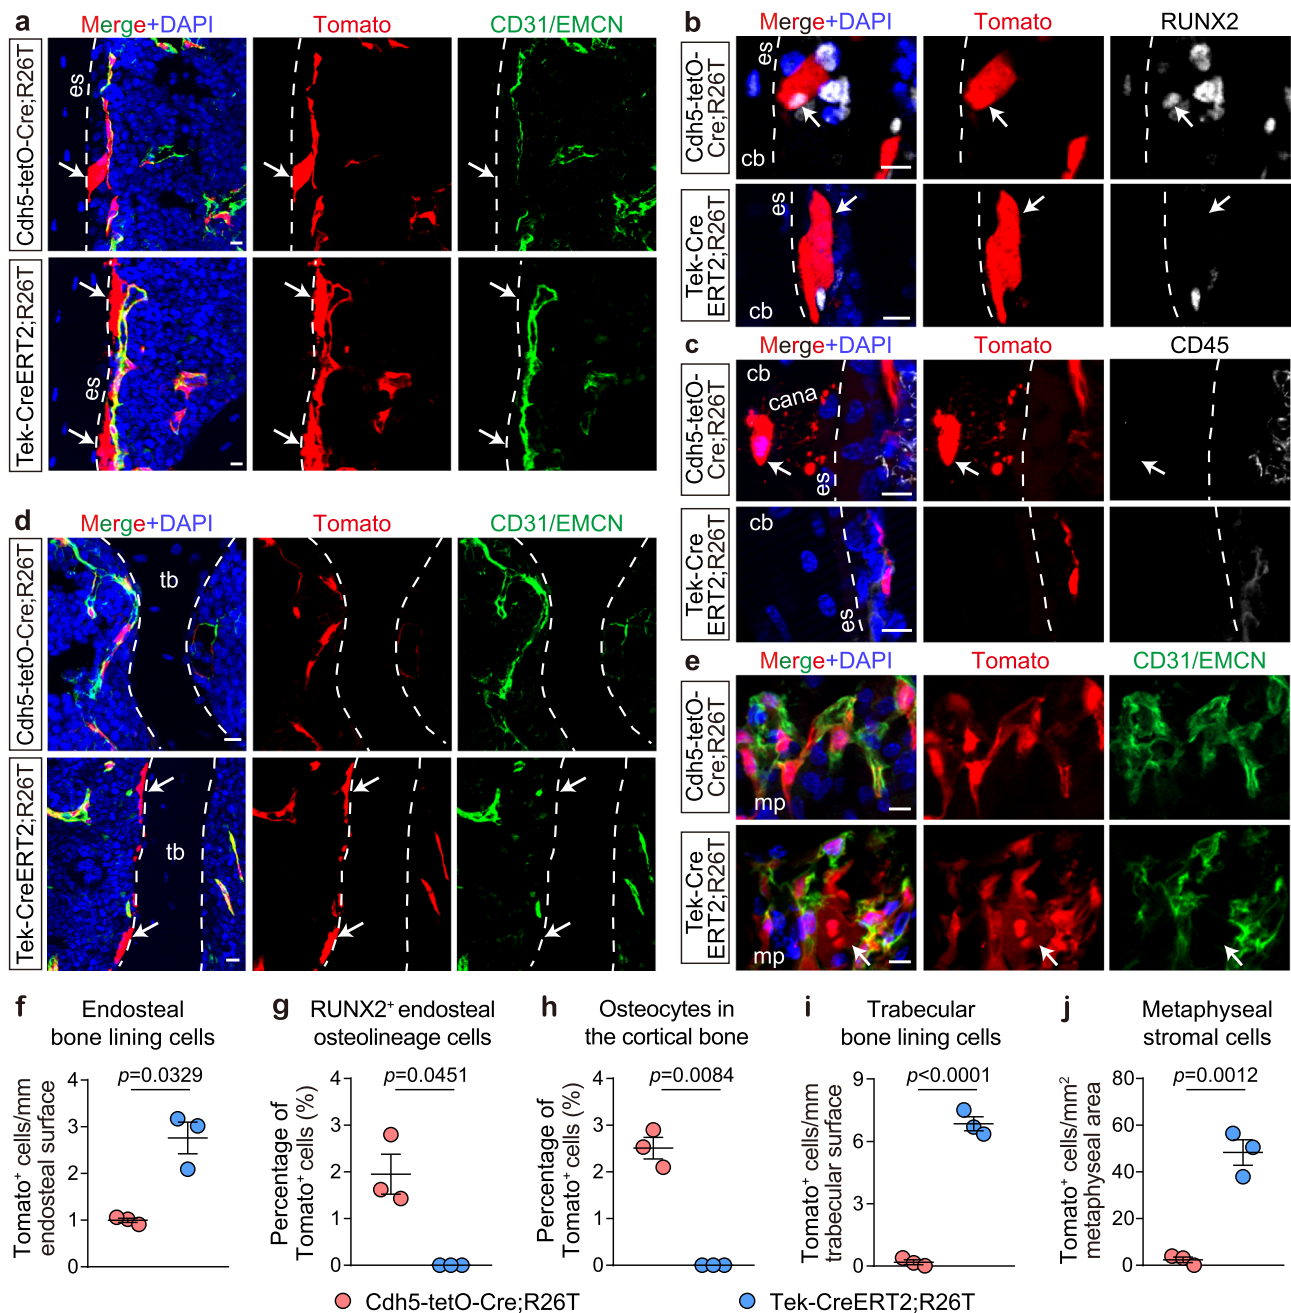 a
Merge+DAPI
Tomato
CD31/EMCN
Cdh5-tetO-Cre;R26T
es
Tek-CreERT2;R26T
es
b
Merge+DAPI
Tomato
RUNX2
Cdh5-tetO-
Cre;R26T
es
cb
Tek-Cre
ERT2;R26T
es
cb
c
Merge+DAPI
Tomato
CD45
Cdh5-tetO-
Cre;R26T
cb
cana
es
Tek-Cre
ERT2;R26T
cb
es
d
Merge+DAPI
Tomato
CD31/EMCN
Cdh5-tetO-Cre;R26T
tb
Tek-CreERT2;R26T
tb
e
Merge+DAPI
Tomato
CD31/EMCN
Cdh5-tetO-
Cre;R26T
mp
Tek-Cre
ERT2;R26T
mp
f
Endosteal
bone lining cells
Tomato⁺ cells/mm
endosteal surface
4
3
2
1
0
p=0.0329
g
RUNX2⁺ endosteal
osteolineage cells
Percentage of
Tomato⁺ cells (%)
4
3
2
1
0
p=0.0451
h
Osteocytes in
the cortical bone
Percentage of
Tomato⁺ cells (%)
4
3
2
1
0
p=0.0084
i
Trabecular
bone lining cells
Tomato⁺ cells/mm
trabecular surface
9
6
3
0
p<0.0001
j
Metaphyseal
stromal cells
Tomato⁺ cells/mm²
metaphyseal area
80
60
40
20
0
p=0.0012
Cdh5-tetO-Cre;R26T
Tek-CreERT2;R26T